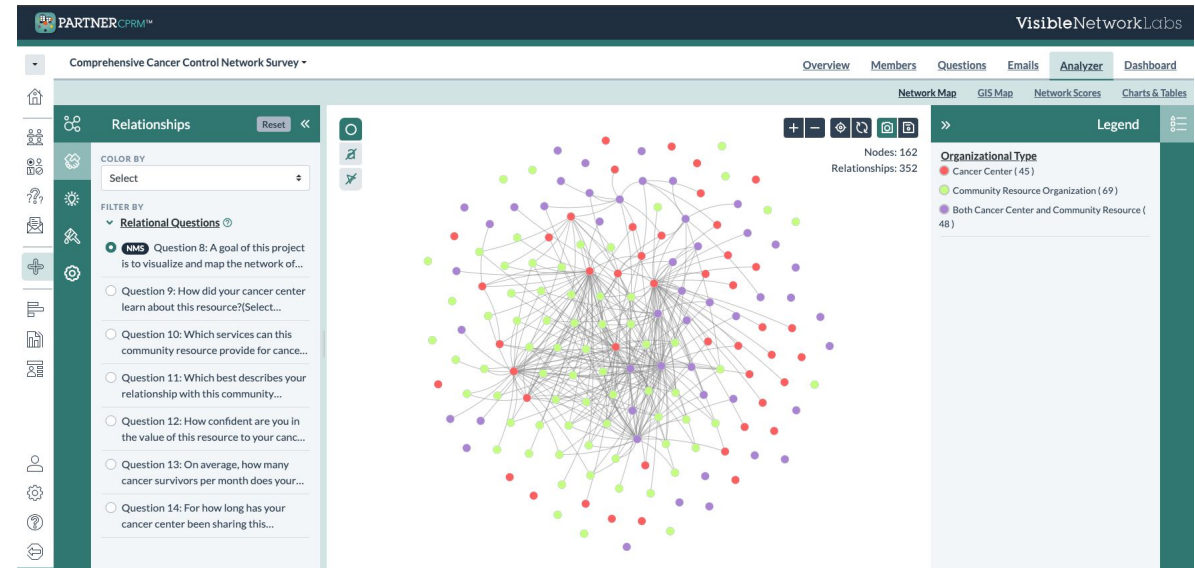 PARTNER CPRM™
VisibleNetworkLabs
Comprehensive Cancer Control Network Survey
Overview
Members
Questions
Emails
Analyzer
Dashboard
Network Map
GIS Map
Network Scores
Charts & Tables
Relationships
Reset
COLOR BY
Select
FILTER BY
Relational Questions
NMS Question 8: A goal of this project
is to visualize and map the network of...
Question 9: How did your cancer center
learn about this resource?(Select...
Question 10: Which services can this
community resource provide for cance...
Question 11: Which best describes your
relationship with this community...
Question 12: How confident are you in
the value of this resource to your canc...
Question 13: On average, how many
cancer survivors per month does your...
Question 14: For how long has your
cancer center been sharing this...
Nodes: 162
Relationships: 352
Legend
Organizational Type
Cancer Center ( 45 )
Community Resource Organization ( 69 )
Both Cancer Center and Community Resource (
48 )